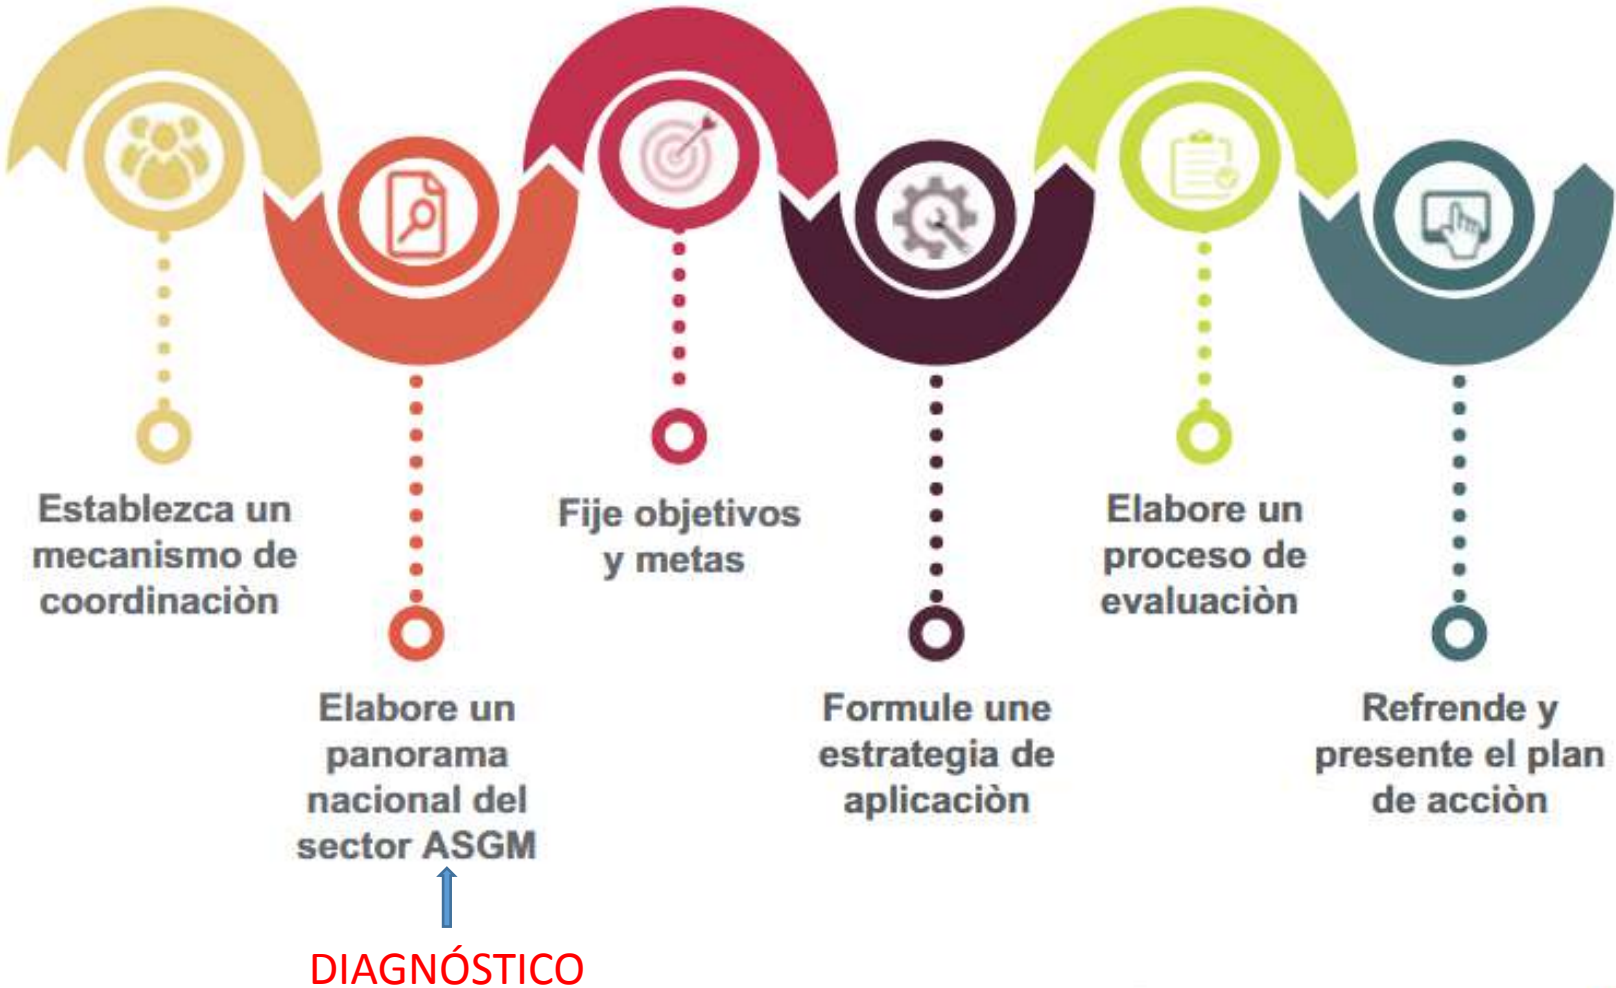 Establezca un
mecanismo de
coordinaciòn
Elabore un
panorama
nacional del
sector ASGM
DIAGNÓSTICO
Fije objetivos
y metas
Formule une
estrategia de
aplicaciòn
Elabore un
proceso de
evaluaciòn
Refrende y
presente el plan
de acciòn